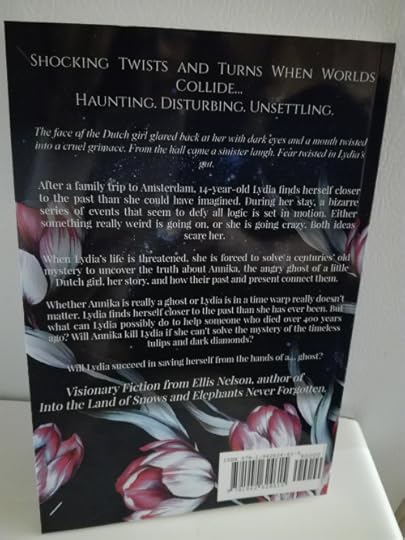 SHOCKING TWISTS AND TURNS WHEN WORLDS
COLLIDE...
HAUNTING. DISTURBING. UNSETTLING.
The face of the Dutch girl glared back at her with dark eyes and a mouth twisted
into a cruel grimace. From the hall came a sinister laugh. Fear twisted in Lydia's
gut.
After a family trip to Amsterdam, 14-year-old Lydia finds herself closer
to the past than she could have imagined. During her stay, a bizarre
series of events that seem to defy all logic is set in motion. Either
something really weird is going on, or she is going crazy. Both ideas
scare her.
When Lydia's life is threatened, she is forced to solve a centuries' old
mystery to uncover the truth about Annika, the angry ghost of a little
Dutch girl, her story, and how their past and present connect them.
Whether Annika is really a ghost or Lydia is in a time warp really doesn't
matter. Lydia finds herself closer to the past than she has ever been. But
what can Lydia possibly do to help someone who died over 400 years
ago? Will Annika kill Lydia if she can't solve the mystery of the timeless
tulips and dark diamonds?
Will Lydia succeed in saving herself from the hands of a... ghost?
Visionary Fiction from Ellis Nelson, author of
Into the Land of Snows and Elephants Never Forgotten.
ISBN